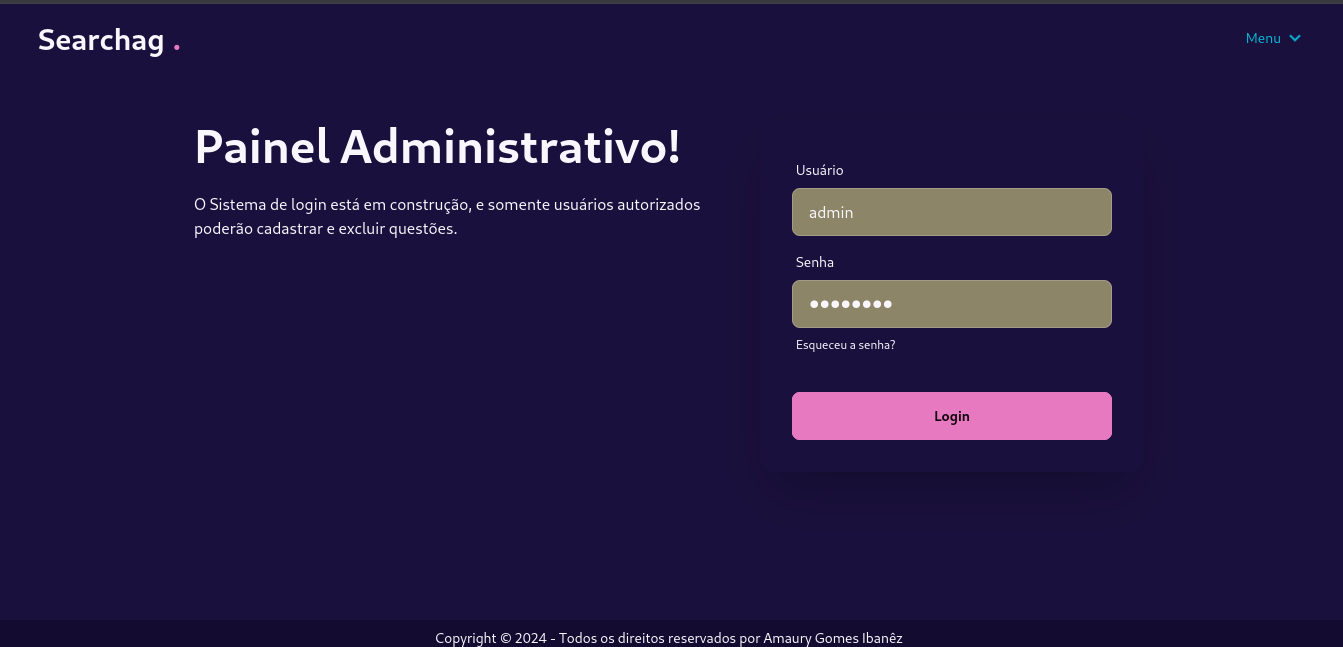 Searchag .
Menu
Painel Administrativo!
O Sistema de login está em construção, e somente usuários autorizados
poderão cadastrar e excluir questões.
Usuário
admin
Senha
••••••••
Esqueceu a senha?
Login
Copyright © 2024 - Todos os direitos reservados por Amaury Gomes Ibanêz